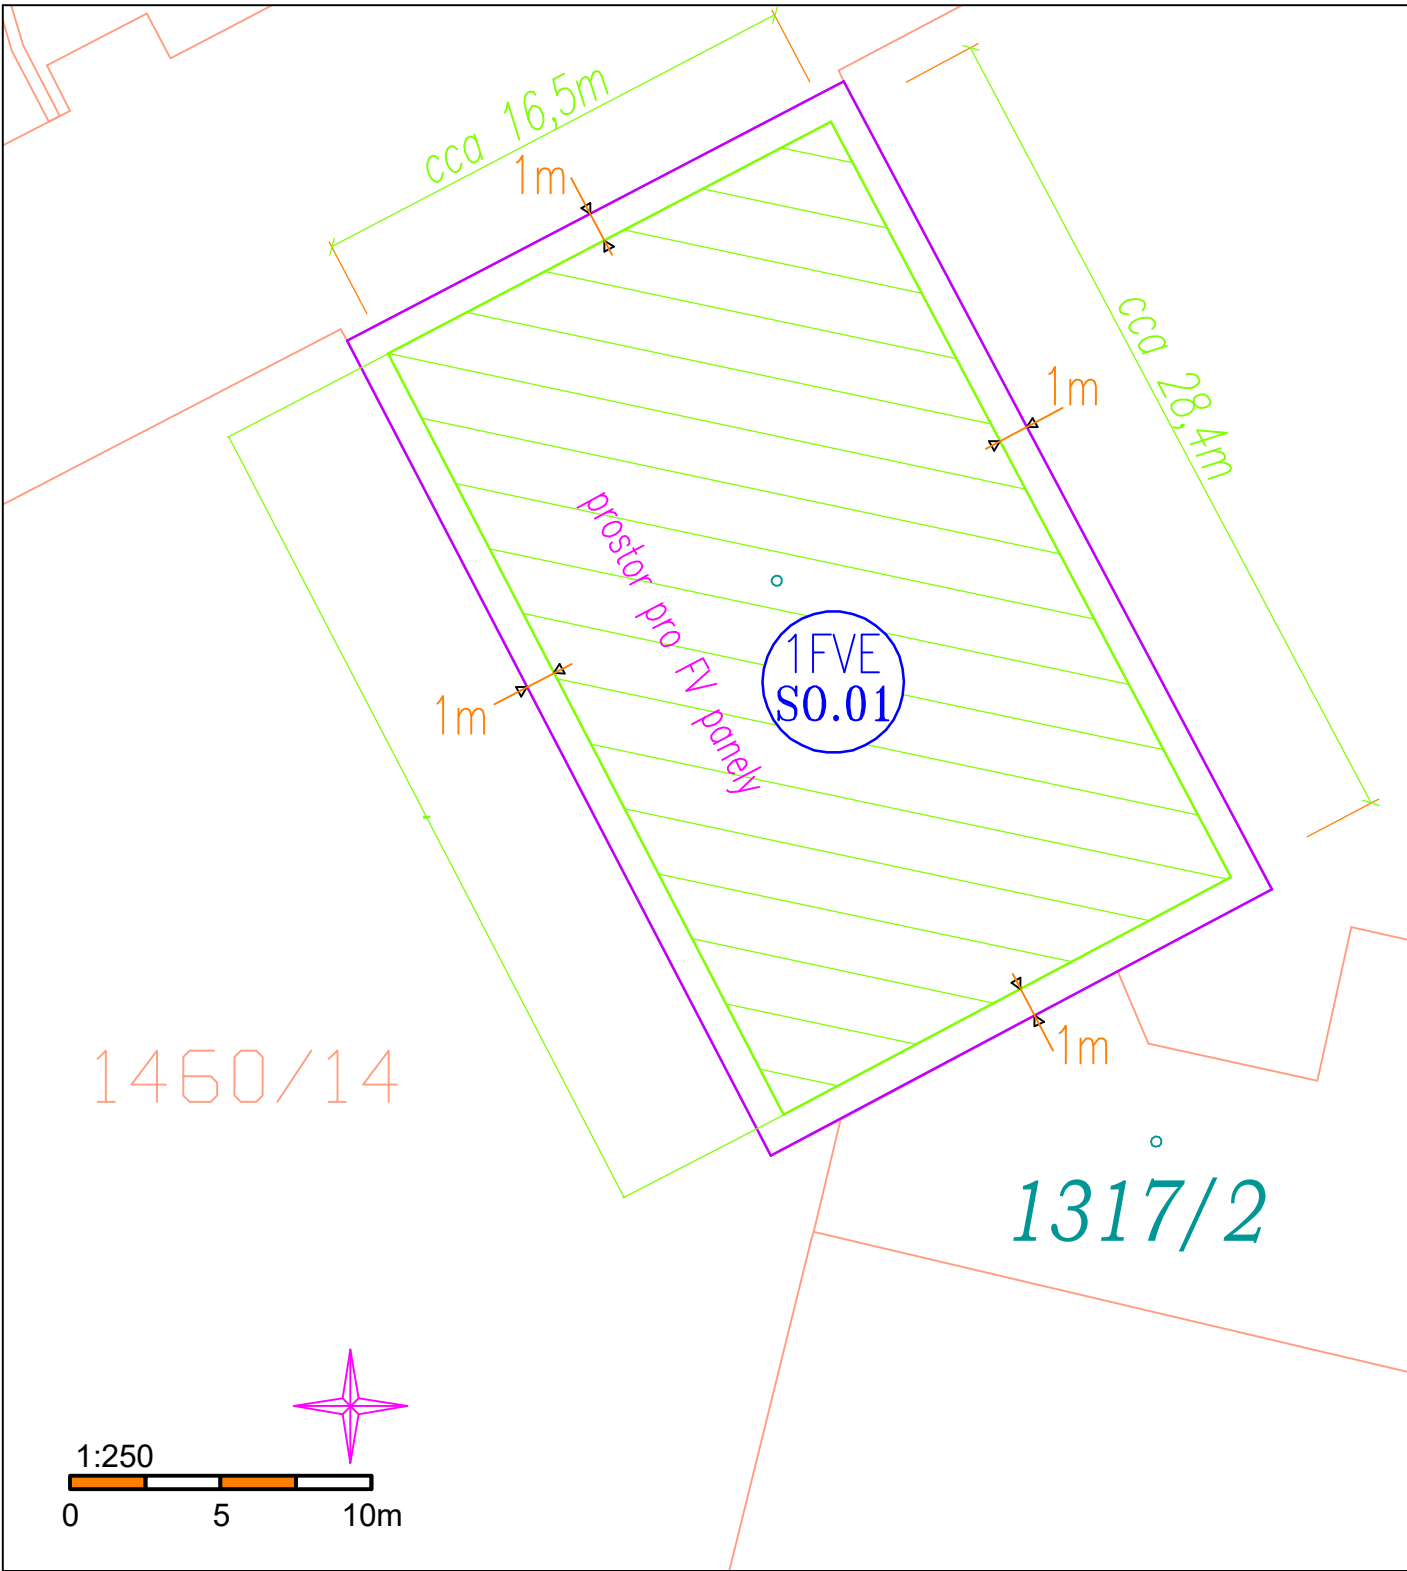 cca 16,5m
1m
cca 28,4m
1m
prostor pro FV panely
1FVE
SO.01
1m
1m
1460/14
1317/2
1:250
0 5 10m